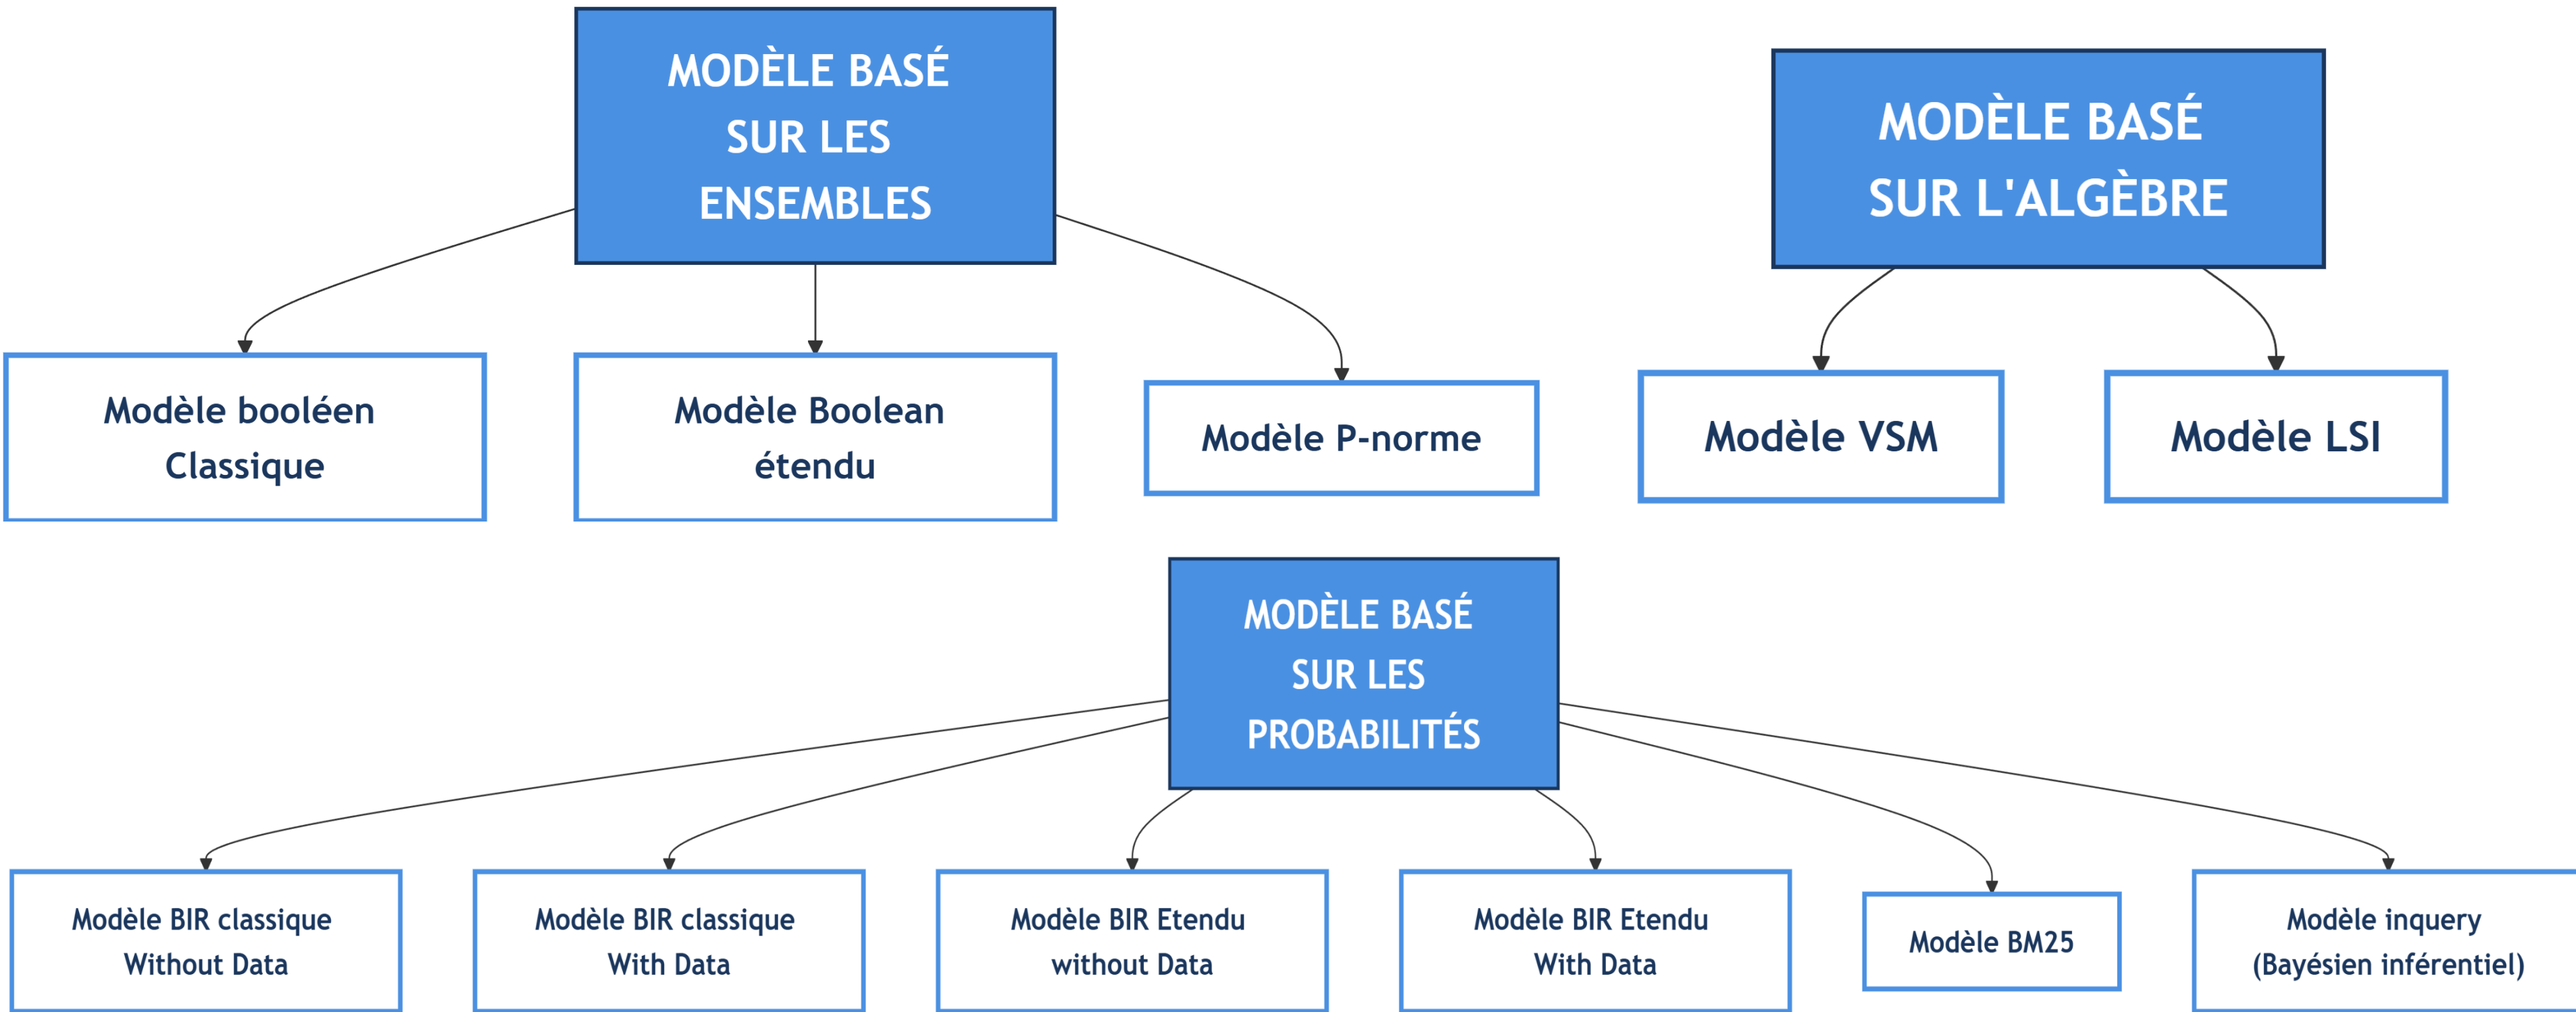 MODÈLE BASÉ
SUR LES
ENSEMBLES
Modèle booléen
Classique
Modèle Boolean
étendu
Modèle P-norme
MODÈLE BASÉ
SUR L'ALGÈBRE
Modèle VSM
Modèle LSI
MODÈLE BASÉ
SUR LES
PROBABILITÉS
Modèle BIR classique
Without Data
Modèle BIR classique
With Data
Modèle BIR Etendu
without Data
Modèle BIR Etendu
With Data
Modèle BM25
Modèle inquery
(Bayésien inférentiel)